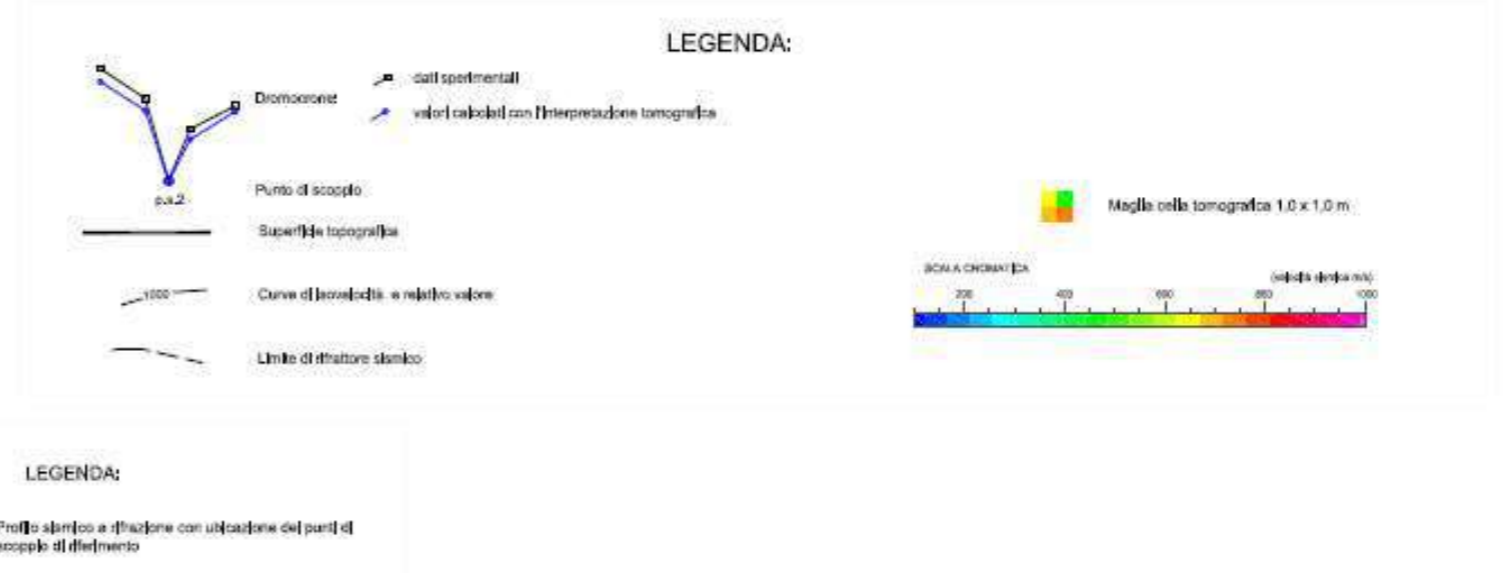 LEGENDA:
Dromocrone:
dati sperimentali
valori calcolati con l'interpretazione tomografica
p.s.2
Punto di scoppio
Superficie topografica
1000
Curve di isovelocità e relativo valore
Limite di rifrattore sismico
Maglia cella tomografica 1,0 x 1,0 m
SCALA CROMATICA
(velocità sismica m/s)
200 400 600 800 1000
LEGENDA:
Profilo sismico a rifrazione con ubicazione dei punti di
scoppio di riferimento